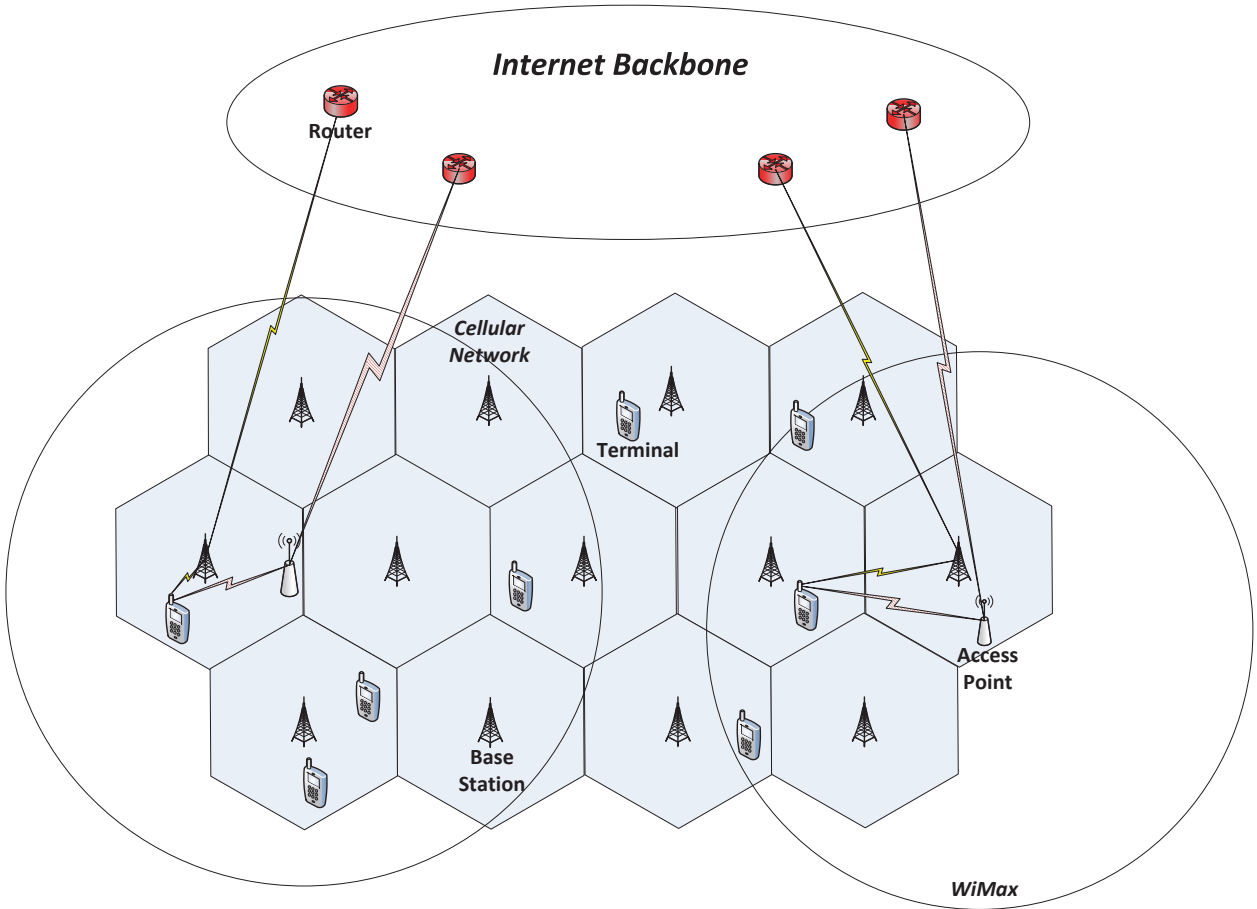 Internet Backbone
Router
Cellular
Network
Terminal
Access
Point
Base
Station
WiMax